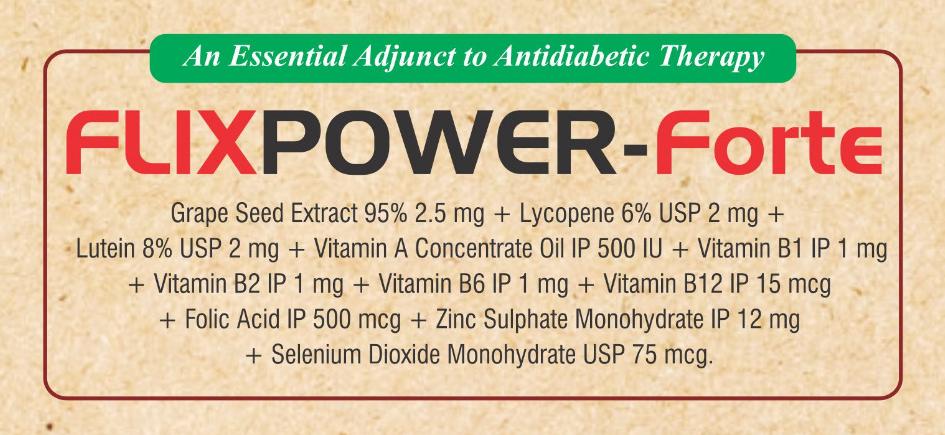 An Essential Adjunct to Antidiabetic Therapy
FLIXPOWER-Forte
Grape Seed Extract 95% 2.5 mg + Lycopene 6% USP 2 mg +
Lutein 8% USP 2 mg + Vitamin A Concentrate Oil IP 500 IU + Vitamin B1 IP 1 mg
+ Vitamin B2 IP 1 mg + Vitamin B6 IP 1 mg + Vitamin B12 IP 15 mcg
+ Folic Acid IP 500 mcg + Zinc Sulphate Monohydrate IP 12 mg
+ Selenium Dioxide Monohydrate USP 75 mcg.